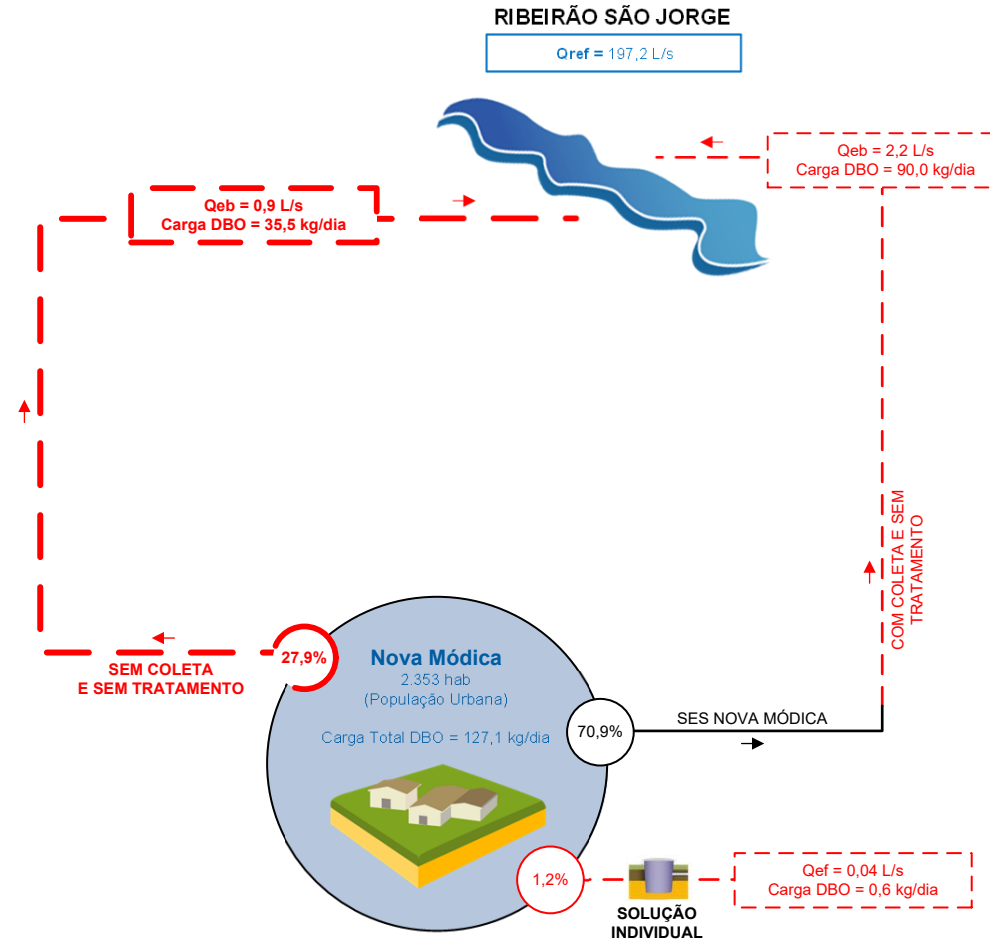 RIBEIRÃO SÃO JORGE
Qref = 197,2 L/s
Qeb = 2,2 L/s
Carga DBO = 90,0 kg/dia
Qeb = 0,9 L/s
Carga DBO = 35,5 kg/dia
COM COLETA E SEM
TRATAMENTO
27,9%
SEM COLETA
E SEM TRATAMENTO
Nova Módica
2.353 hab
(População Urbana)
Carga Total DBO = 127,1 kg/dia
70,9%
SES NOVA MÓDICA
1,2%
SOLUÇÃO
INDIVIDUAL
Qef = 0,04 L/s
Carga DBO = 0,6 kg/dia